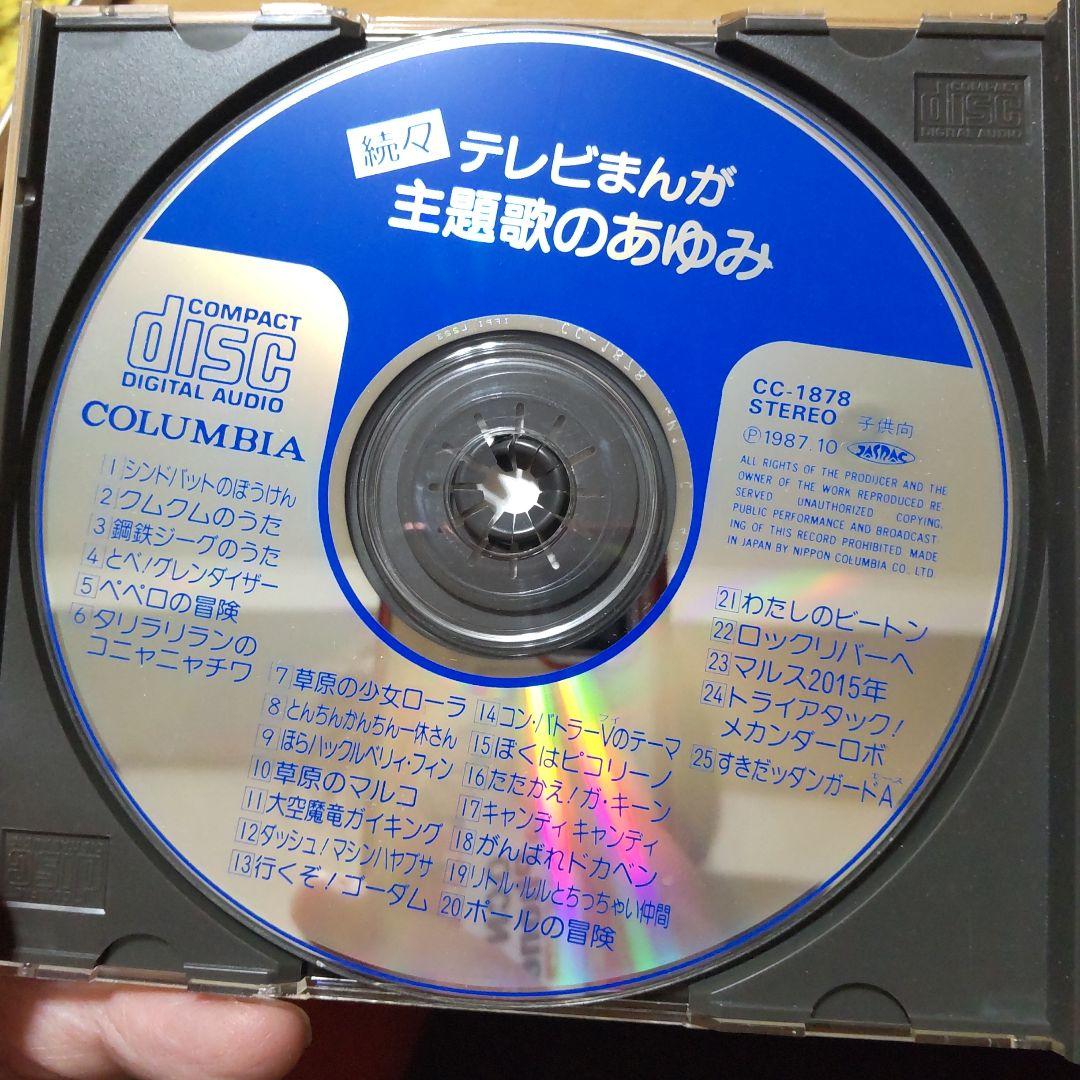 続々
テレビまんが
主題歌のあゆみ
COMPACT
disc
DIGITAL AUDIO
COLUMBIA
CC-1878
STEREO 子供向
Ⓟ1987.10 JASRAC
ALL RIGHTS OF THE PRODUCER AND THE
OWNER OF THE WORK REPRODUCED RE-
SERVED UNAUTHORIZED COPYING,
PUBLIC PERFORMANCE AND BROADCAST-
ING OF THIS RECORD PROHIBITED. MADE
IN JAPAN BY NIPPON COLUMBIA CO., LTD.
1 シンドバットのぼうけん
2 クムクムのうた
3 鋼鉄ジーグのうた
4 とべ!グレンダイザー
5 ペペロの冒険
6 タリラリランの
コニャニャチワ
7 草原の少女ローラ
8 とんちんかんちん一休さん
9 ほらハックルベリィ・フィン
10 草原のマルコ
11 大空魔竜ガイキング
12 ダッシュ!マシンハヤブサ
13 行くぞ!ゴーダム
14 コン・バトラーVのテーマ
ブイ
15 ぼくはピコリーノ
16 たたかえ!ガ・キーン
17 キャンディ キャンディ
18 がんばれドカベン
19 リトル・ルルとちっちゃい仲間
20 ポールの冒険
21 わたしのビートン
22 ロックリバーへ
23 マルス2015年
24 トライアタック!
メカンダーロボ
25 すきだッダンガードA
エース
CC-1878
COMPACT
disc
DIGITAL AUDIO